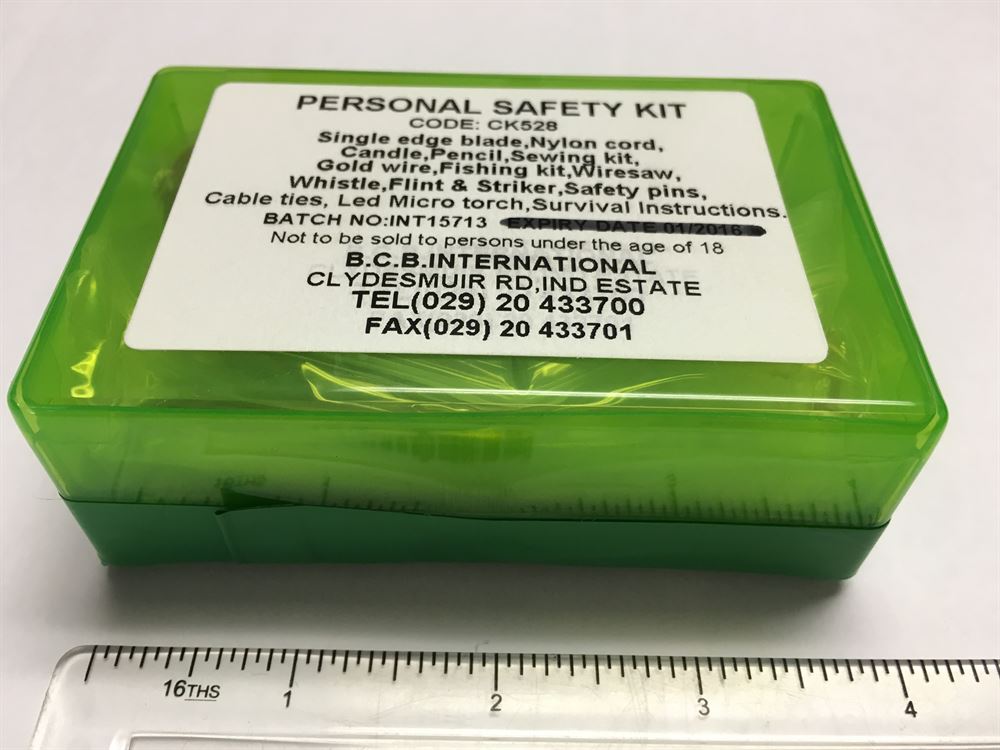 PERSONAL SAFETY KIT
CODE: CK528
Single edge blade,Nylon cord,
Candle,Pencil,Sewing kit,
Gold wire,Fishing kit,Wiresaw,
Whistle,Flint & Striker,Safety pins,
Cable ties, Led Micro torch,Survival Instructions.
BATCH NO:INT15713 EXPIRY DATE 01/2016
Not to be sold to persons under the age of 18
B.C.B.INTERNATIONAL
CLYDESMUIR RD,IND ESTATE
TEL(029) 20 433700
FAX(029) 20 433701
16THS 1 2 3 4